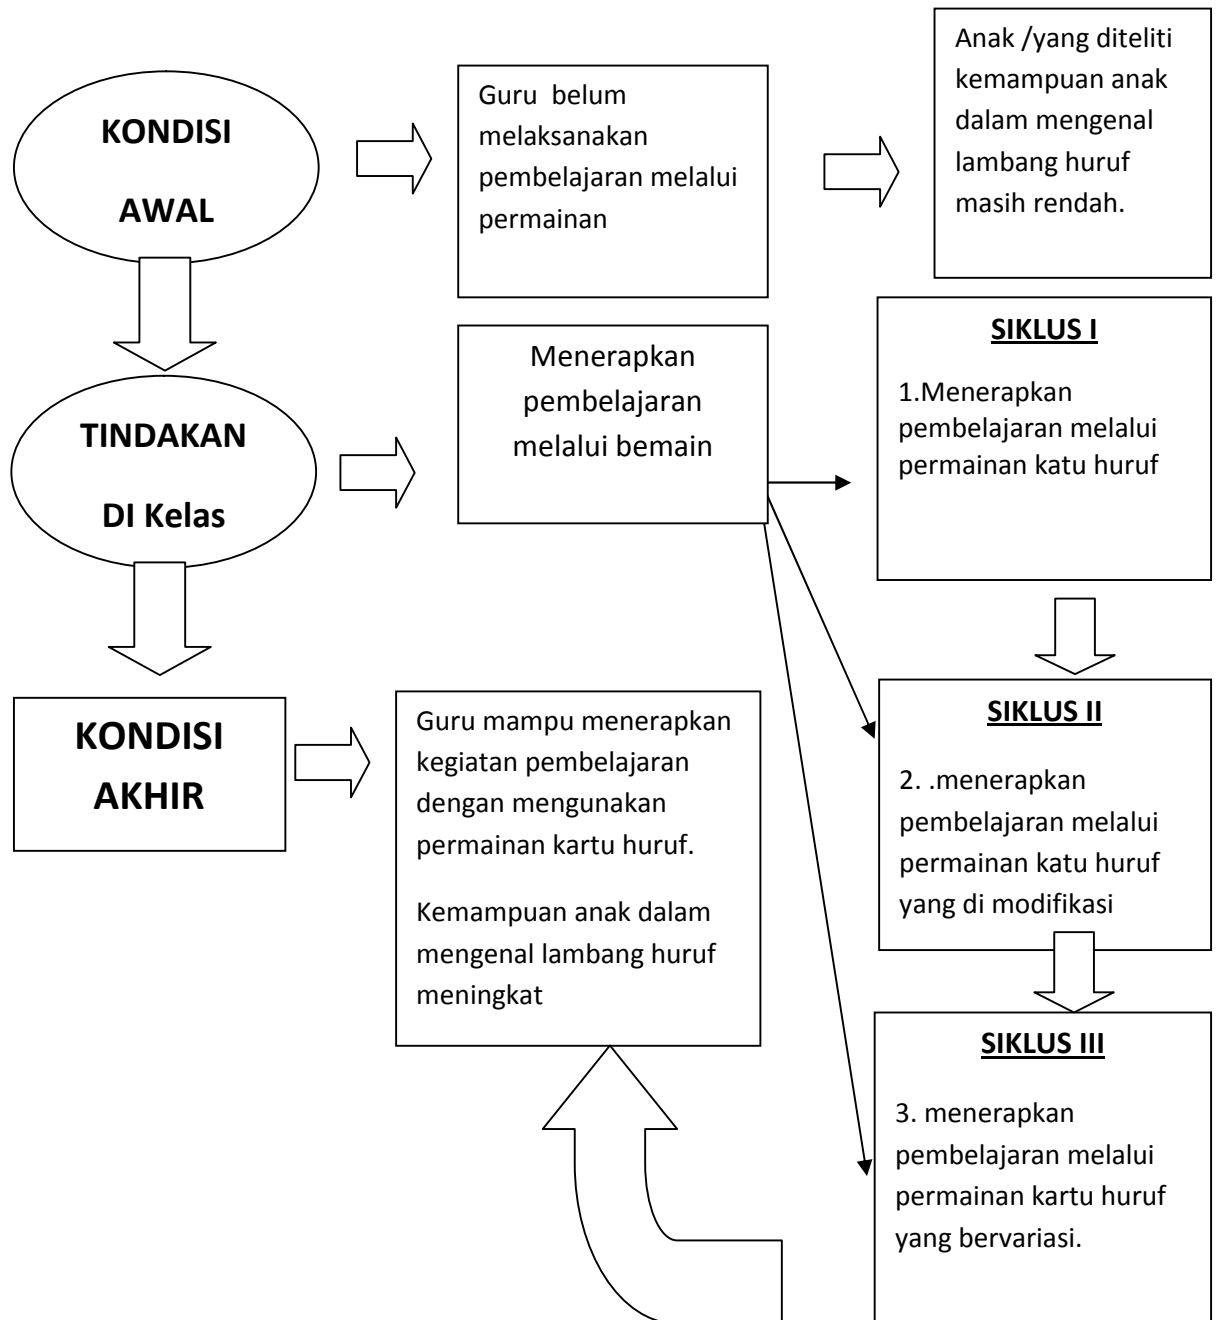 KONDISI
AWAL
Guru belum
melaksanakan
pembelajaran melalui
permainan
Anak /yang diteliti
kemampuan anak
dalam mengenal
lambang huruf
masih rendah.
TINDAKAN
DI Kelas
Menerapkan
pembelajaran
melalui bemain
SIKLUS I
1.Menerapkan
pembelajaran melalui
permainan katu huruf
SIKLUS II
2. .menerapkan
pembelajaran melalui
permainan katu huruf
yang di modifikasi
SIKLUS III
3. menerapkan
pembelajaran melalui
permainan kartu huruf
yang bervariasi.
KONDISI
AKHIR
Guru mampu menerapkan
kegiatan pembelajaran
dengan mengunakan
permainan kartu huruf.
Kemampuan anak dalam
mengenal lambang huruf
meningkat